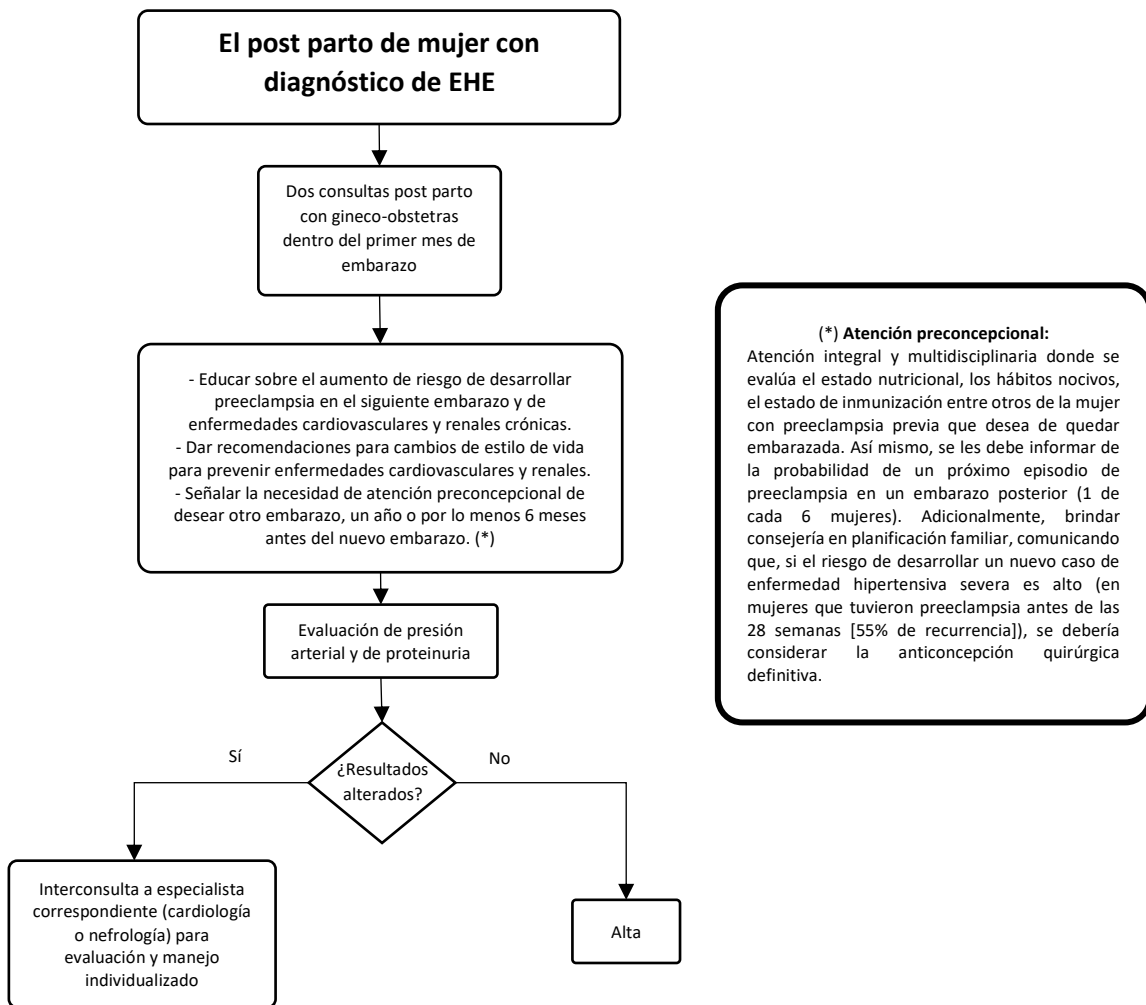 El post parto de mujer con
diagnóstico de EHE
Dos consultas post parto
con gineco-obstetras
dentro del primer mes de
embarazo
- Educar sobre el aumento de riesgo de desarrollar
preeclampsia en el siguiente embarazo y de
enfermedades cardiovasculares y renales crónicas.
- Dar recomendaciones para cambios de estilo de vida
para prevenir enfermedades cardiovasculares y renales.
- Señalar la necesidad de atención preconcepcional de
desear otro embarazo, un año o por lo menos 6 meses
antes del nuevo embarazo. (*)
(*) Atención preconcepcional:
Atención integral y multidisciplinaria donde se
evalúa el estado nutricional, los hábitos nocivos,
el estado de inmunización entre otros de la mujer
con preeclampsia previa que desea de quedar
embarazada. Así mismo, se les debe informar de
la probabilidad de un próximo episodio de
preeclampsia en un embarazo posterior (1 de
cada 6 mujeres). Adicionalmente, brindar
consejería en planificación familiar, comunicando
que, si el riesgo de desarrollar un nuevo caso de
enfermedad hipertensiva severa es alto (en
mujeres que tuvieron preeclampsia antes de las
28 semanas [55% de recurrencia]), se debería
considerar la anticoncepción quirúrgica
definitiva.
Evaluación de presión
arterial y de proteinuria
¿Resultados
alterados?
Sí
No
Interconsulta a especialista
correspondiente (cardiología
o nefrología) para
evaluación y manejo
individualizado
Alta